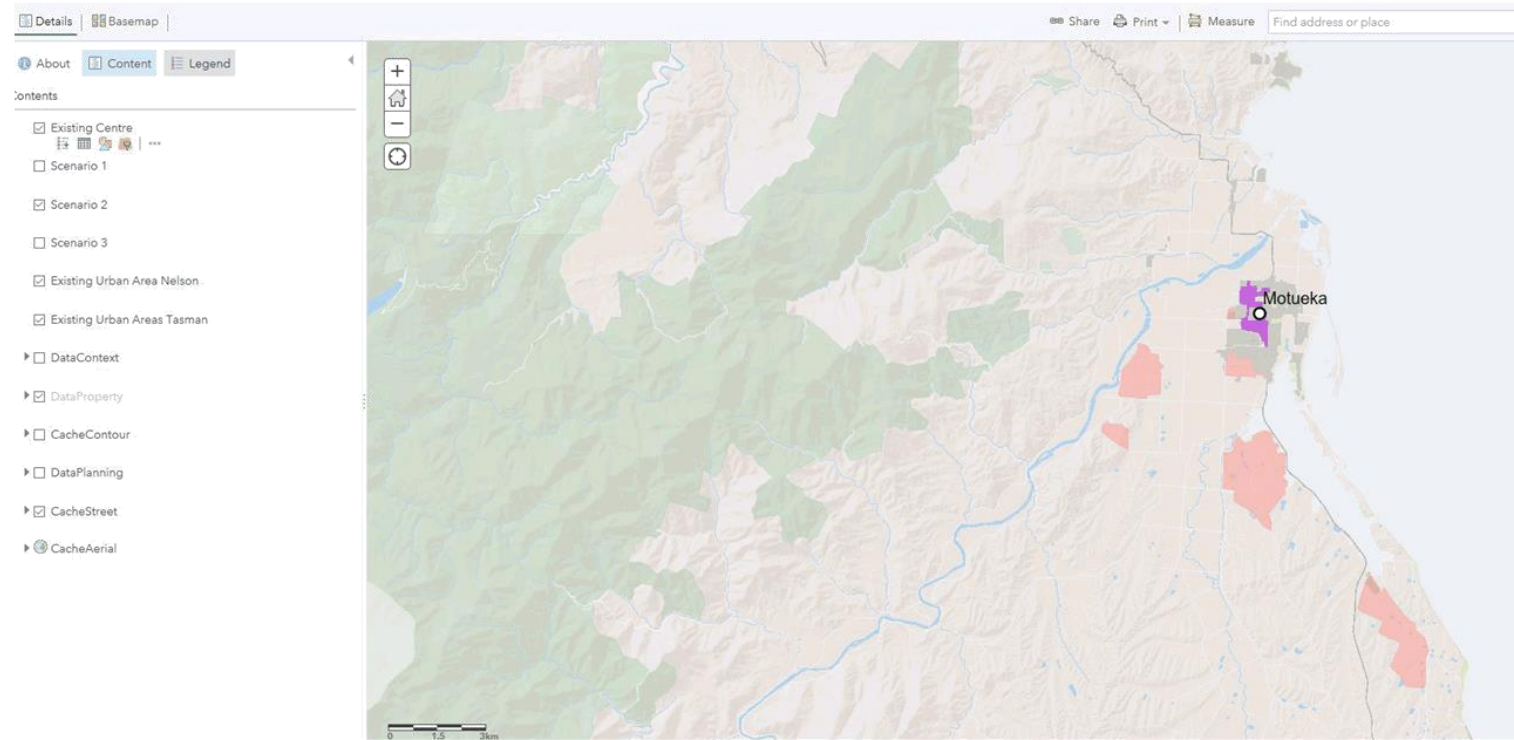 Details
Basemap
Share
Print
Measure
Find address or place
About
Content
Legend
Contents
Existing Centre
Scenario 1
Scenario 2
Scenario 3
Existing Urban Area Nelson
Existing Urban Areas Tasman
DataContext
DataProperty
CacheContour
DataPlanning
CacheStreet
CacheAerial
Motueka
0 1.5 3km